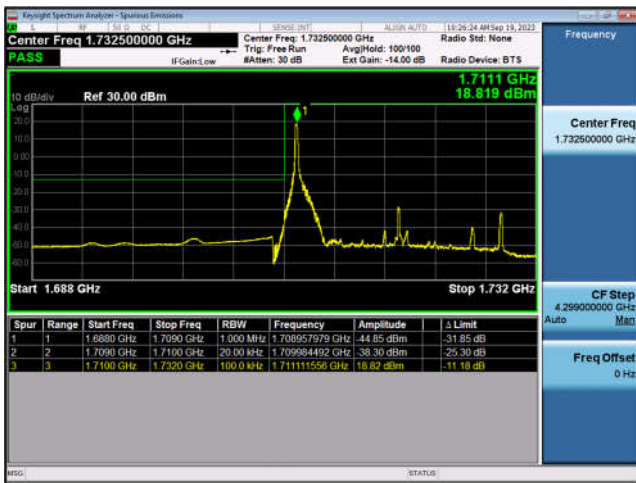 Keysight Spectrum Analyzer - Spurious Emissions
L RF 50 Ω DC SENSE:INT ALIGN AUTO 10:26:24 AM Sep 19, 2023
Center Freq 1.732500000 GHz
PASS
IFGain:Low
Center Freq: 1.732500000 GHz
Trig: Free Run Avg|Hold: 100/100
#Atten: 30 dB Ext Gain: -14.00 dB
Radio Std: None
Radio Device: BTS
Frequency
1.7111 GHz
18.819 dBm
10 dB/div Ref 30.00 dBm
Log
1
20.0
10.0
0.00
-10.0
-20.0
-30.0
-40.0
-50.0
-60.0
Start 1.688 GHz Stop 1.732 GHz
Center Freq
1.732500000 GHz
CF Step
4.299000000 GHz
Auto Man
Freq Offset
0 Hz
Spur Range Start Freq Stop Freq RBW Frequency Amplitude Δ Limit
1 1 1.6880 GHz 1.7090 GHz 1.000 MHz 1.708957979 GHz -44.85 dBm -31.85 dB
2 2 1.7090 GHz 1.7100 GHz 20.00 kHz 1.709984492 GHz -38.30 dBm -25.30 dB
3 3 1.7100 GHz 1.7320 GHz 100.0 kHz 1.711111556 GHz 18.82 dBm -11.18 dB
MSG STATUS